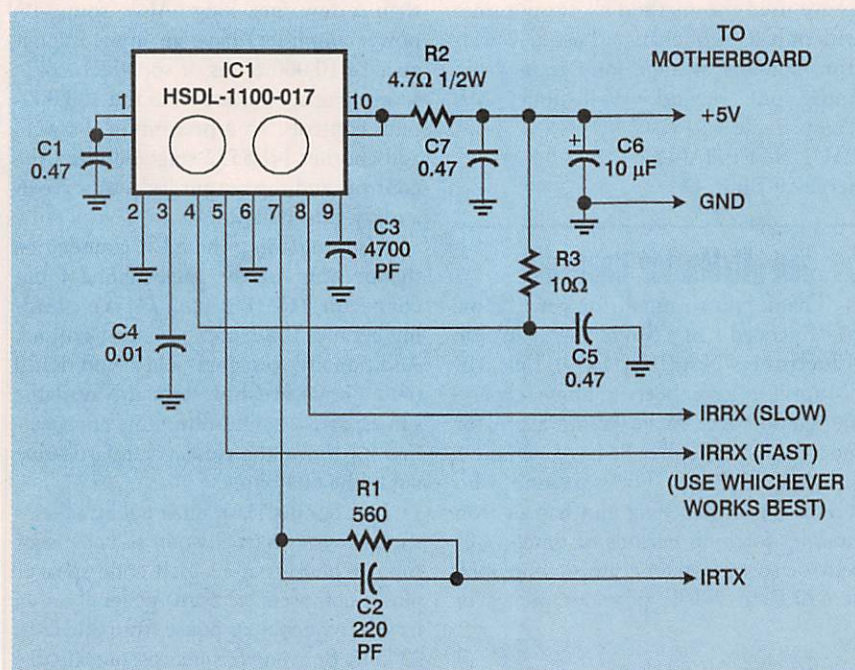 IC1
HSDL-1100-017
1
10
2
3
4
5
6
7
8
9
C1
0.47
R2
4.7Ω 1/2W
TO
MOTHERBOARD
+5V
C7
0.47
+
C6
10 µF
GND
C3
4700
PF
R3
10Ω
C4
0.01
C5
0.47
IRRX (SLOW)
IRRX (FAST)
(USE WHICHEVER
WORKS BEST)
R1
560
IRTX
C2
220
PF